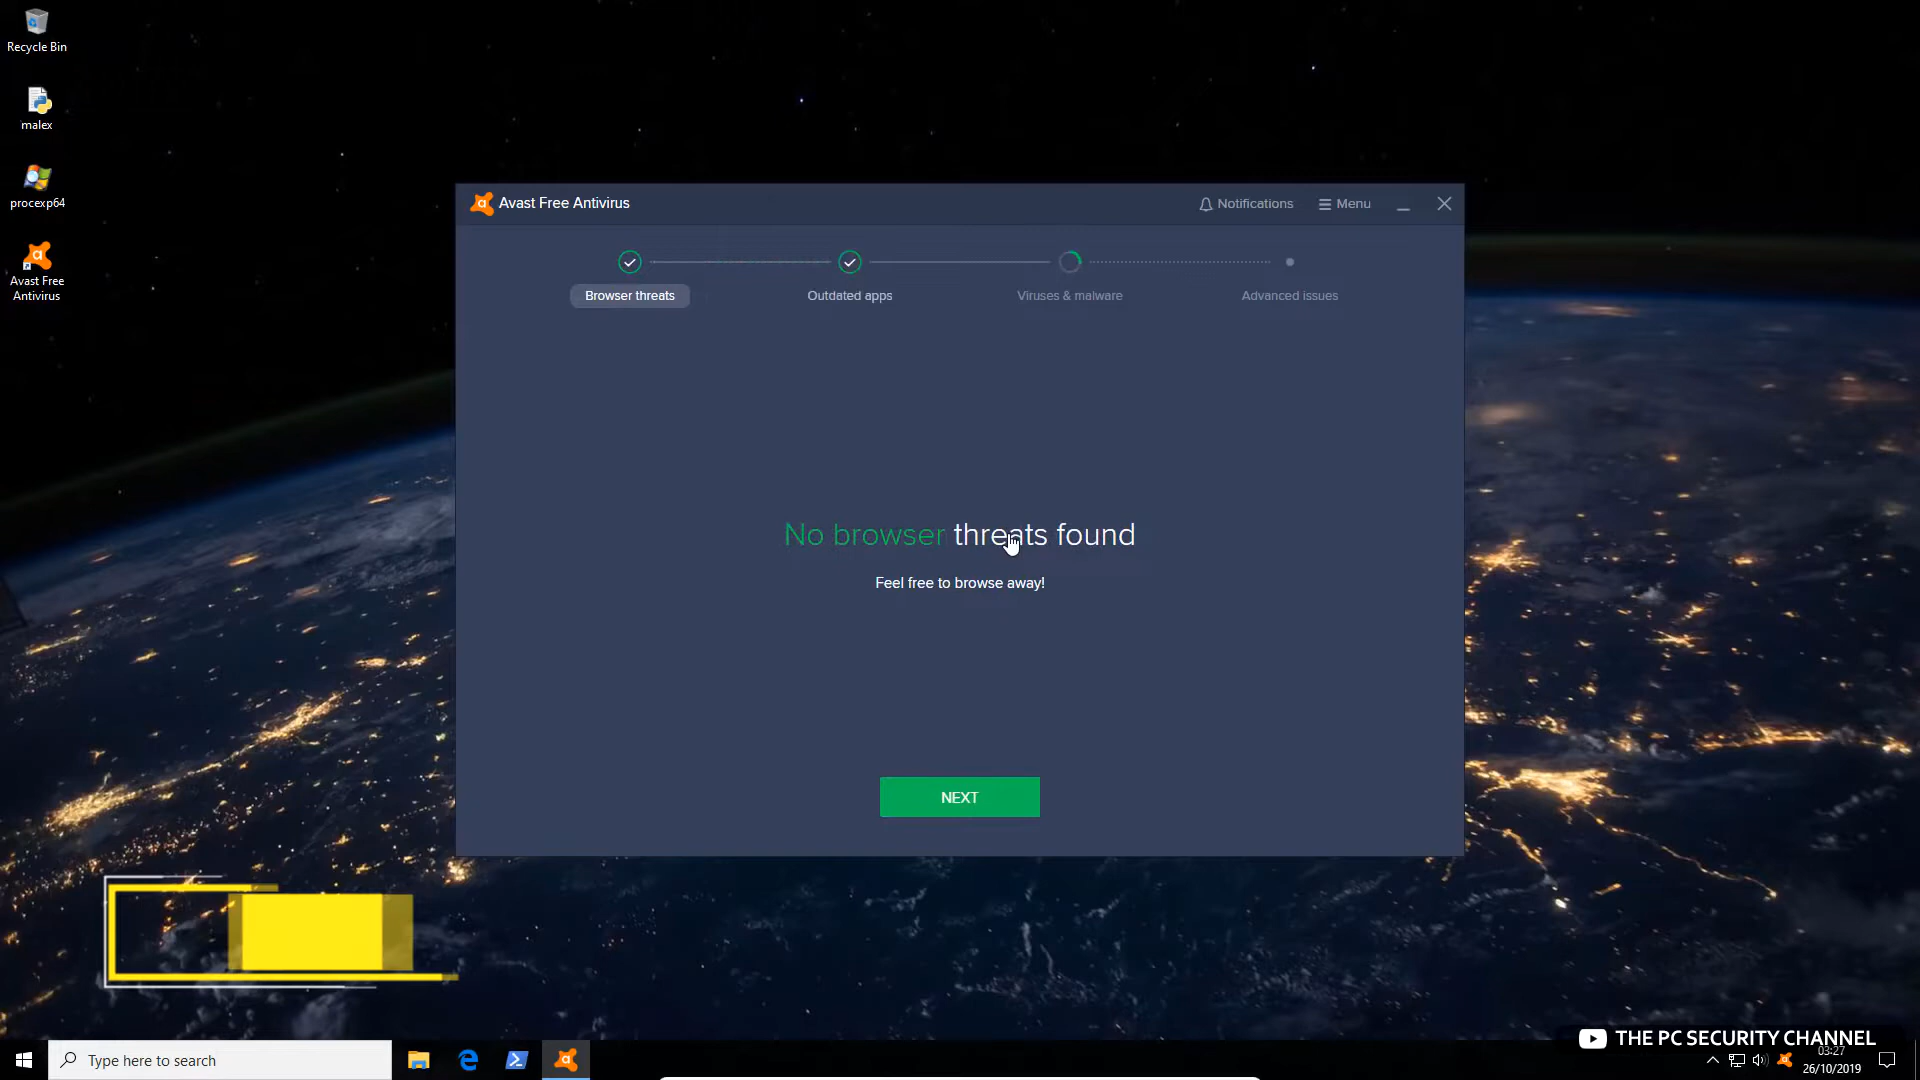 Recycle Bin
malex
procexp64
Avast Free
Antivirus
Avast Free Antivirus
Notifications
Menu
Browser threats
Outdated apps
Viruses & malware
Advanced issues
No browser threats found
Feel free to browse away!
NEXT
THE PC SECURITY CHANNEL
Type here to search
03:27
26/10/2019